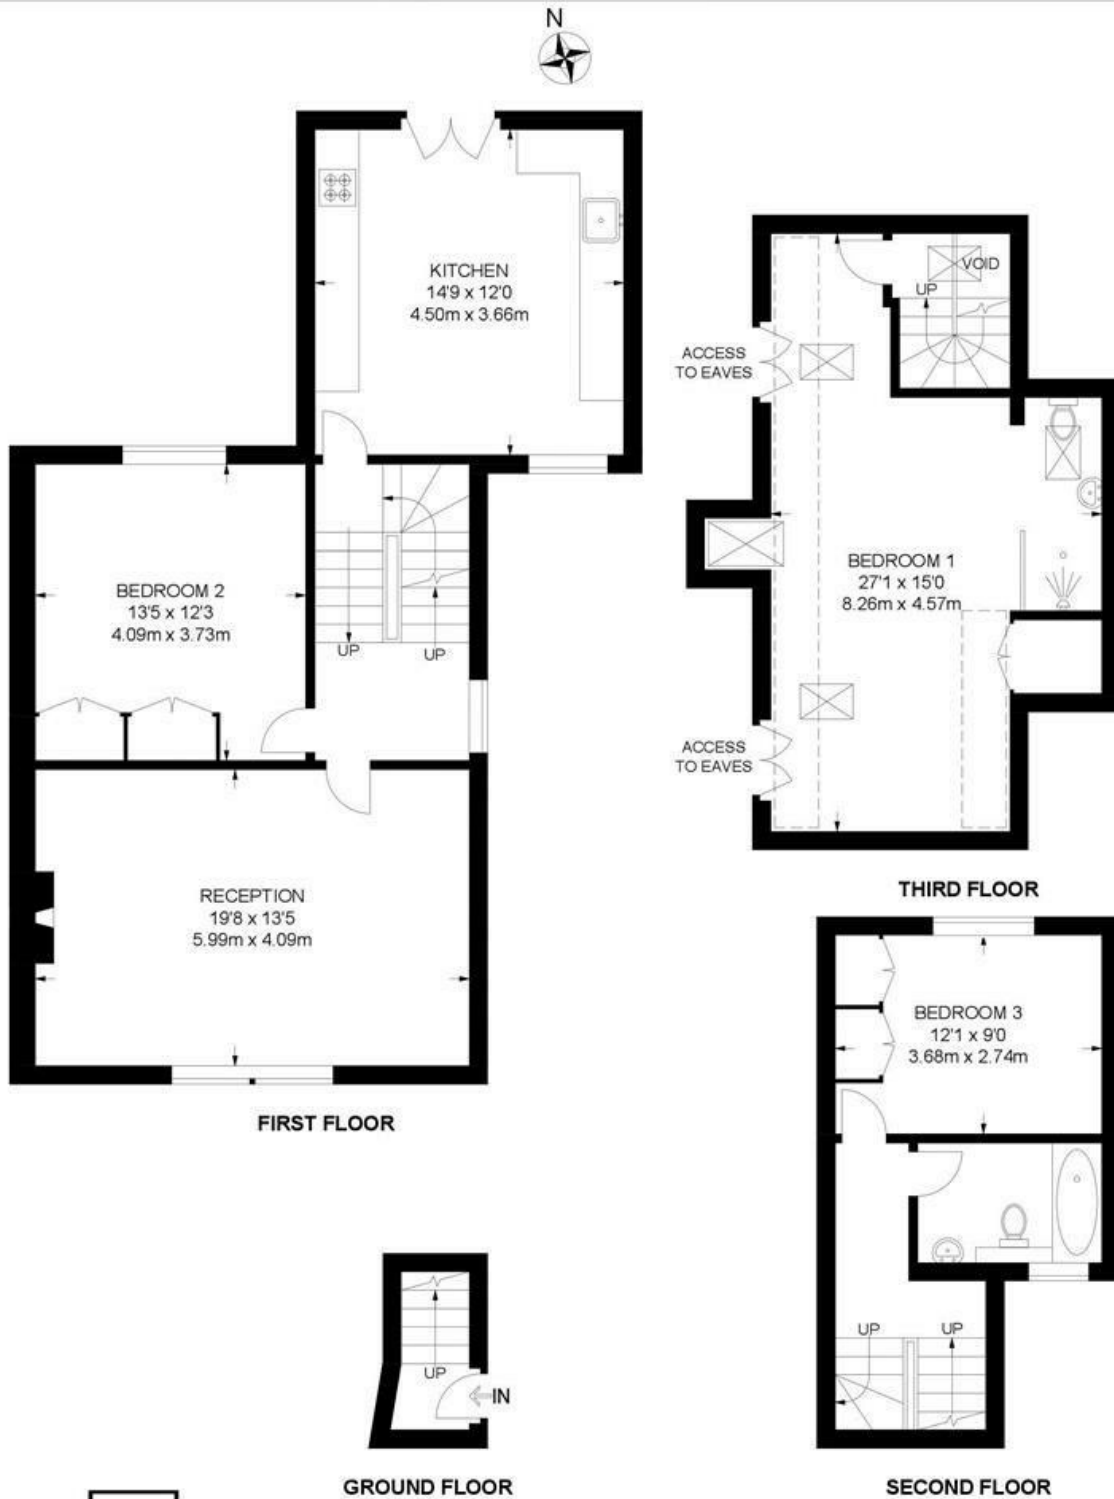 N
KITCHEN
14'9 x 12'0
4.50m x 3.66m
BEDROOM 2
13'5 x 12'3
4.09m x 3.73m
UP
UP
RECEPTION
19'8 x 13'5
5.99m x 4.09m
FIRST FLOOR
VOID
UP
ACCESS
TO EAVES
BEDROOM 1
27'1 x 15'0
8.26m x 4.57m
ACCESS
TO EAVES
THIRD FLOOR
BEDROOM 3
12'1 x 9'0
3.68m x 2.74m
UP
UP
SECOND FLOOR
UP
IN
GROUND FLOOR